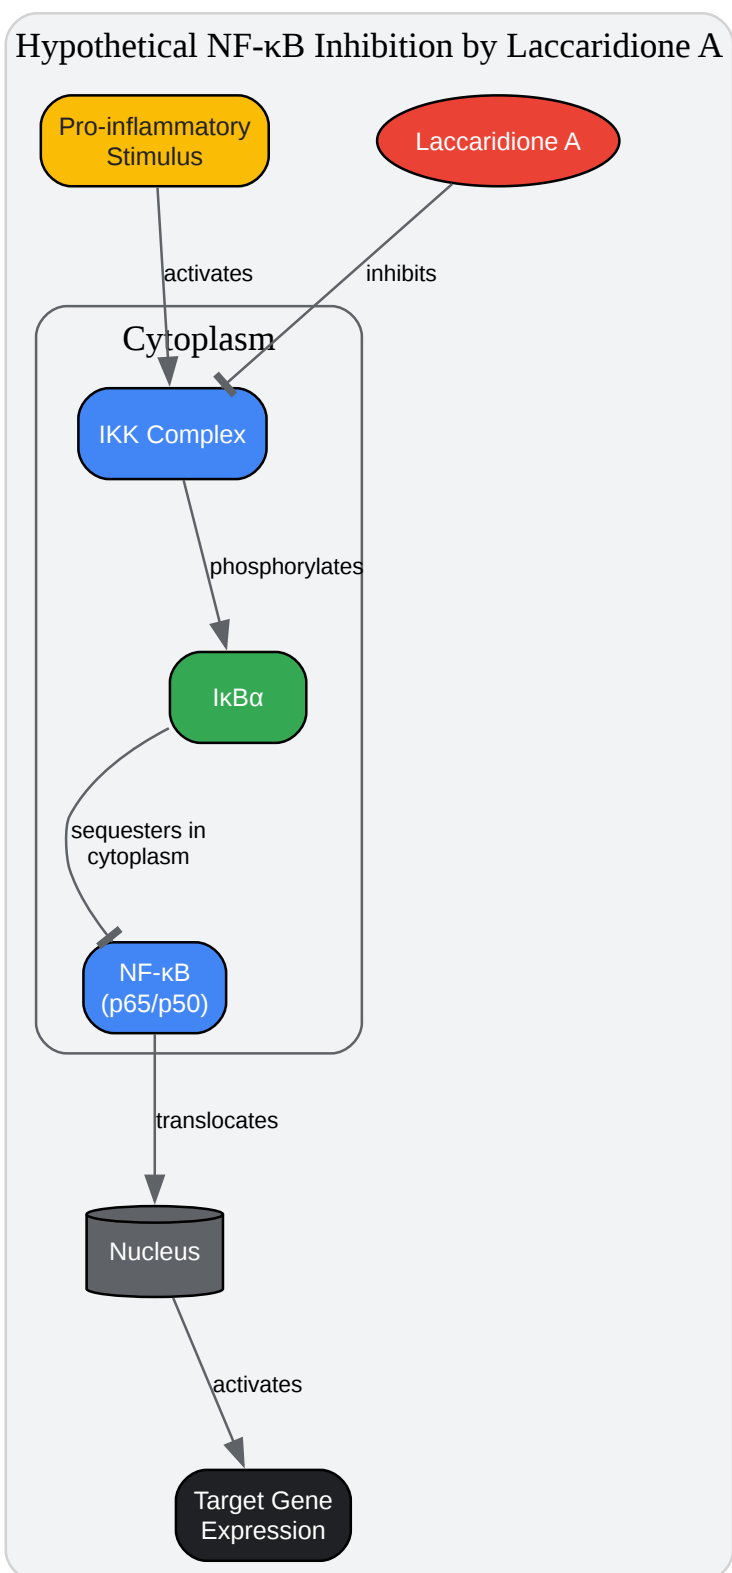 Hypothetical NF-κB Inhibition by Laccaridione A
Pro-inflammatory
Stimulus
Laccaridione A
activates
inhibits
Cytoplasm
IKK Complex
phosphorylates
IκBα
sequesters in
cytoplasm
NF-κB
(p65/p50)
translocates
Nucleus
activates
Target Gene
Expression